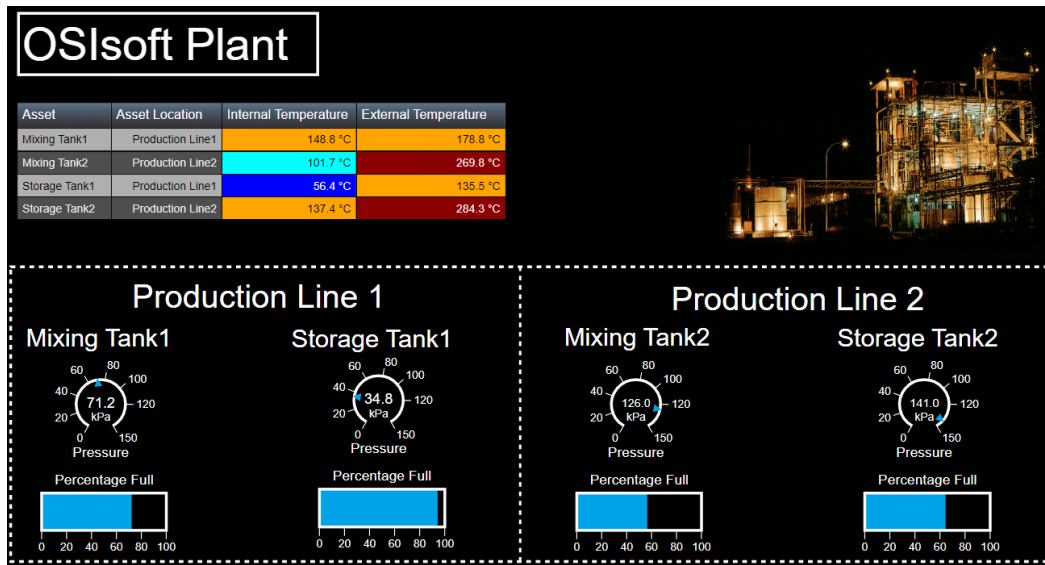 OSIsoft Plant
Asset Asset Location Internal Temperature External Temperature
Mixing Tank1 Production Line1 148.8 °C 178.8 °C
Mixing Tank2 Production Line2 101.7 °C 269.8 °C
Storage Tank1 Production Line1 56.4 °C 135.5 °C
Storage Tank2 Production Line2 137.4 °C 284.3 °C
Production Line 1
Mixing Tank1
0 20 40 60 80 100 120 150
71.2
kPa
Pressure
Percentage Full
0 20 40 60 80 100
Storage Tank1
0 20 40 60 80 100 120 150
34.8
kPa
Pressure
Percentage Full
0 20 40 60 80 100
Production Line 2
Mixing Tank2
0 20 40 60 80 100 120 150
126.0
kPa
Pressure
Percentage Full
0 20 40 60 80 100
Storage Tank2
0 20 40 60 80 100 120 150
141.0
kPa
Pressure
Percentage Full
0 20 40 60 80 100